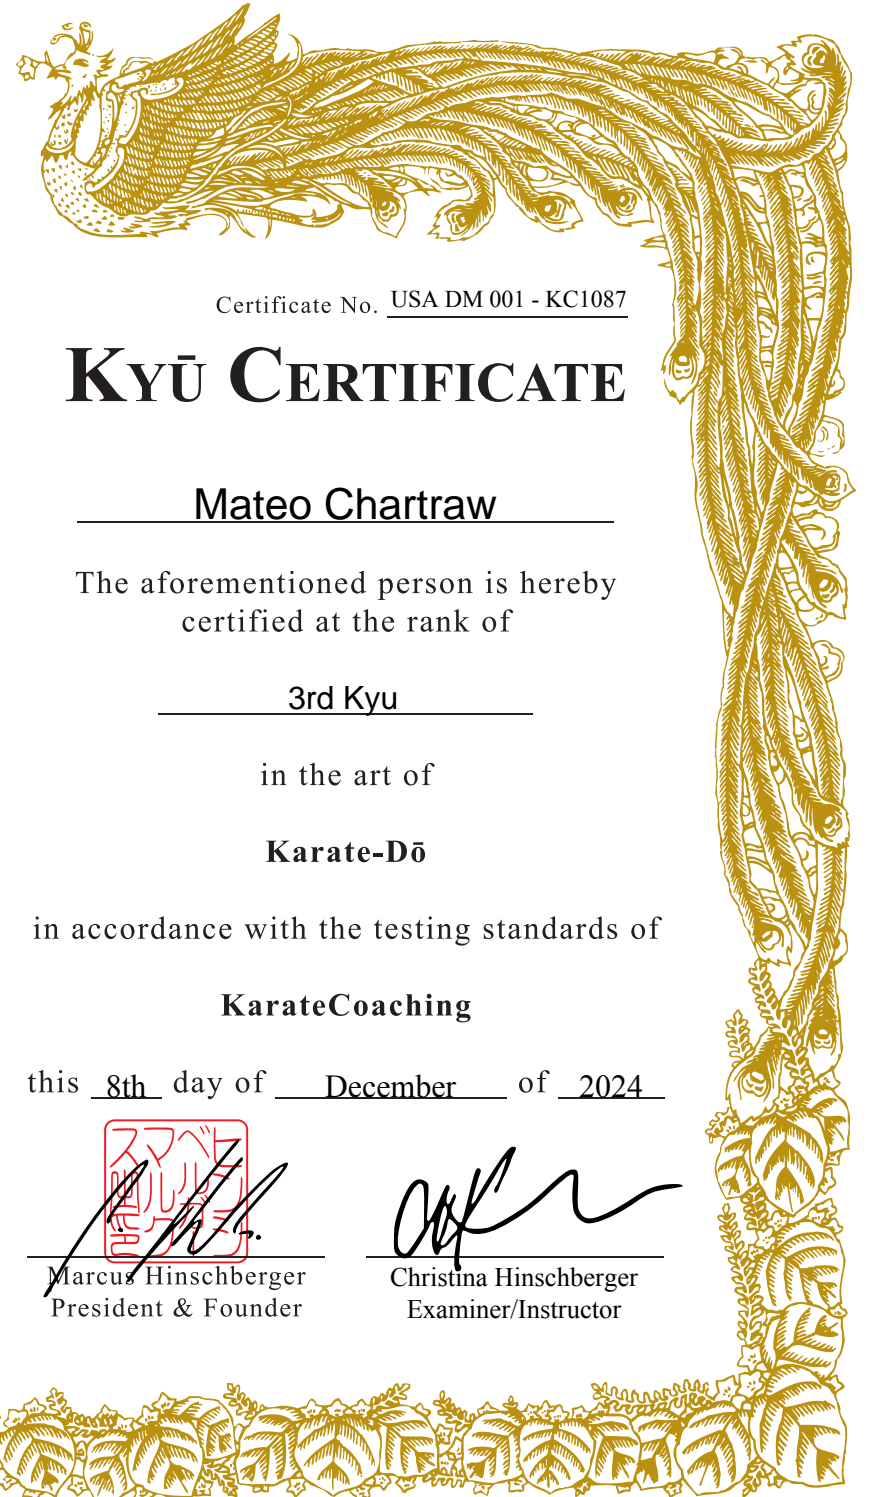 Certificate No. USA DM 001 - KC1087
KYŪ CERTIFICATE
Mateo Chartraw
The aforementioned person is hereby
certified at the rank of
3rd Kyu
in the art of
Karate-Dō
in accordance with the testing standards of
KarateCoaching
this 8th day of December of 2024
Marcus Hinschberger
President & Founder
Christina Hinschberger
Examiner/Instructor